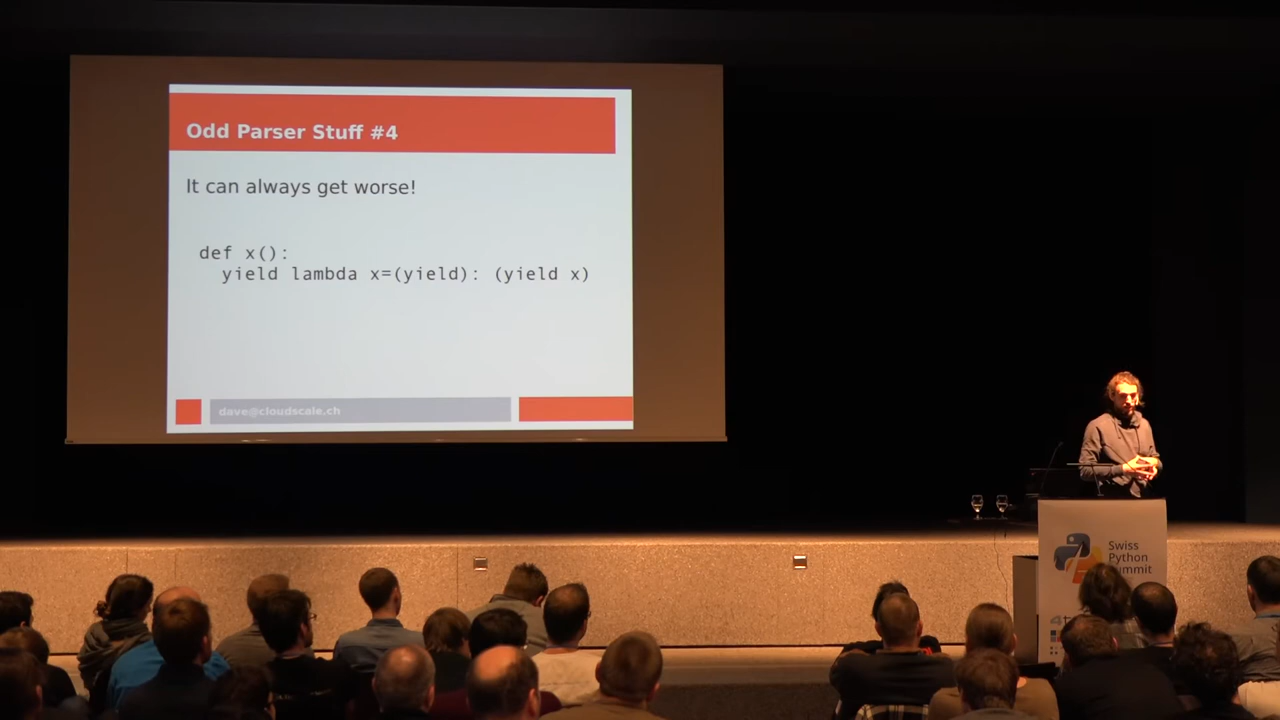 Odd Parser Stuff #4
It can always get worse!
def x():
  yield lambda x=(yield): (yield x)
dave@cloudscale.ch
Swiss
Python
Summit